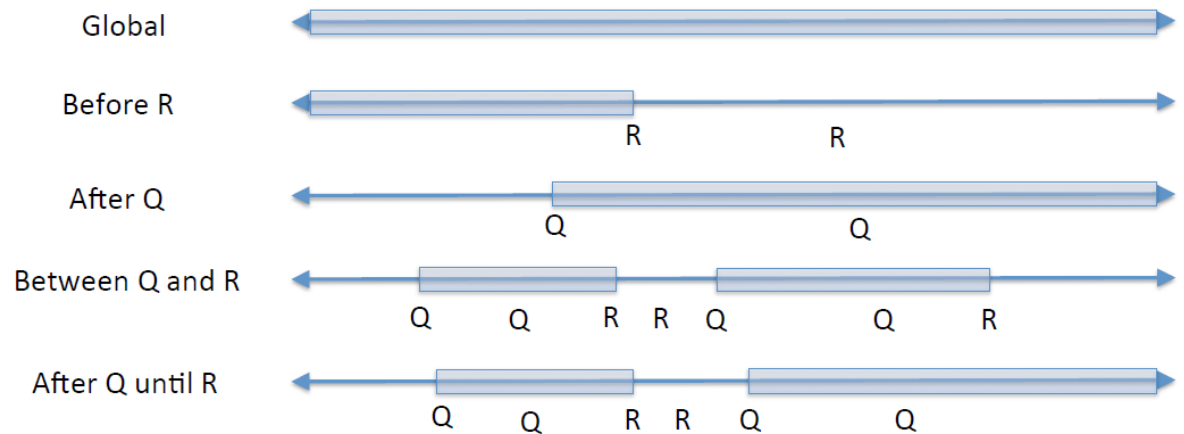 Global
Before R
R R
After Q
Q Q
Between Q and R
Q Q R R Q Q R
After Q until R
Q Q R R Q Q